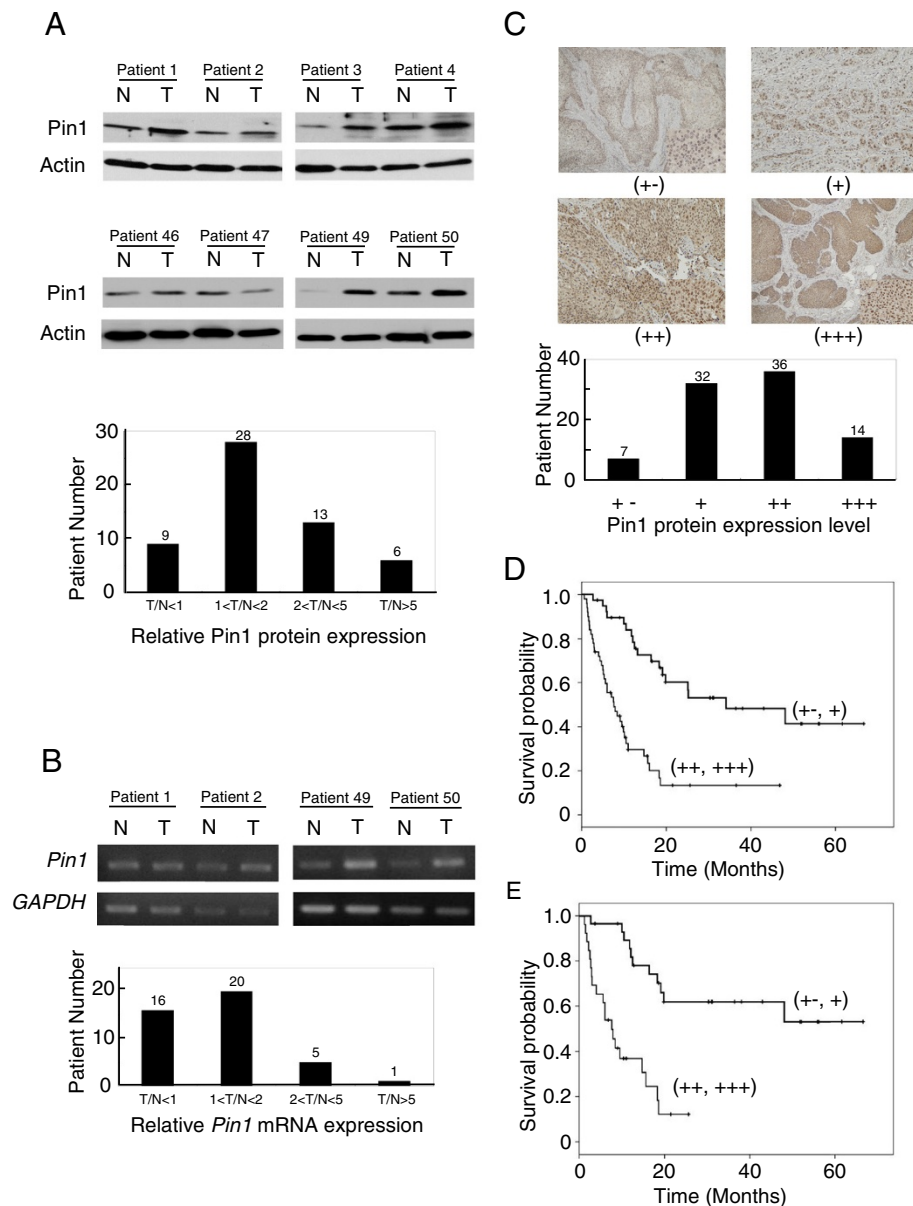 A
Patient 1 Patient 2 Patient 3 Patient 4
N T N T N T N T
Pin1
Actin
Patient 46 Patient 47 Patient 49 Patient 50
N T N T N T N T
Pin1
Actin
Patient Number
30
20
10
0
9
28
13
6
T/N<1 1<T/N<2 2<T/N<5 T/N>5
Relative Pin1 protein expression
B
Patient 1 Patient 2 Patient 49 Patient 50
N T N T N T N T
Pin1
GAPDH
Patient Number
20
10
0
16
20
5
1
T/N<1 1<T/N<2 2<T/N<5 T/N>5
Relative Pin1 mRNA expression
C
(+-) (+)
(++) (+++)
Patient Number
40
20
0
7
32
36
14
+ - + ++ +++
Pin1 protein expression level
D
Survival probability
1.0
0.8
0.6
0.4
0.2
0
(+-, +)
(++, +++)
0 20 40 60
Time (Months)
E
Survival probability
1.0
0.8
0.6
0.4
0.2
0
(+-, +)
(++, +++)
0 20 40 60
Time (Months)